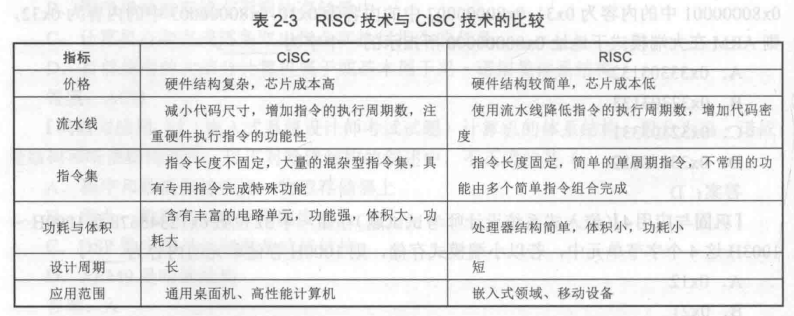 表 2-3 RISC 技术与 CISC 技术的比较
指标 CISC RISC
价格 硬件结构复杂，芯片成本高 硬件结构较简单，芯片成本低
流水线 减小代码尺寸，增加指令的执行周期数，注 使用流水线降低指令的执行周期数，增加代码密
重硬件执行指令的功能性 度
指令集 指令长度不固定，大量的混杂型指令集，具 指令长度固定，简单的单周期指令，不常用的功
有专用指令完成特殊功能 能由多个简单指令组合完成
功耗与体积 含有丰富的电路单元，功能强，体积大，功 处理器结构简单，体积小，功耗小
耗大
设计周期 长 短
应用范围 通用桌面机、高性能计算机 嵌入式领域、移动设备